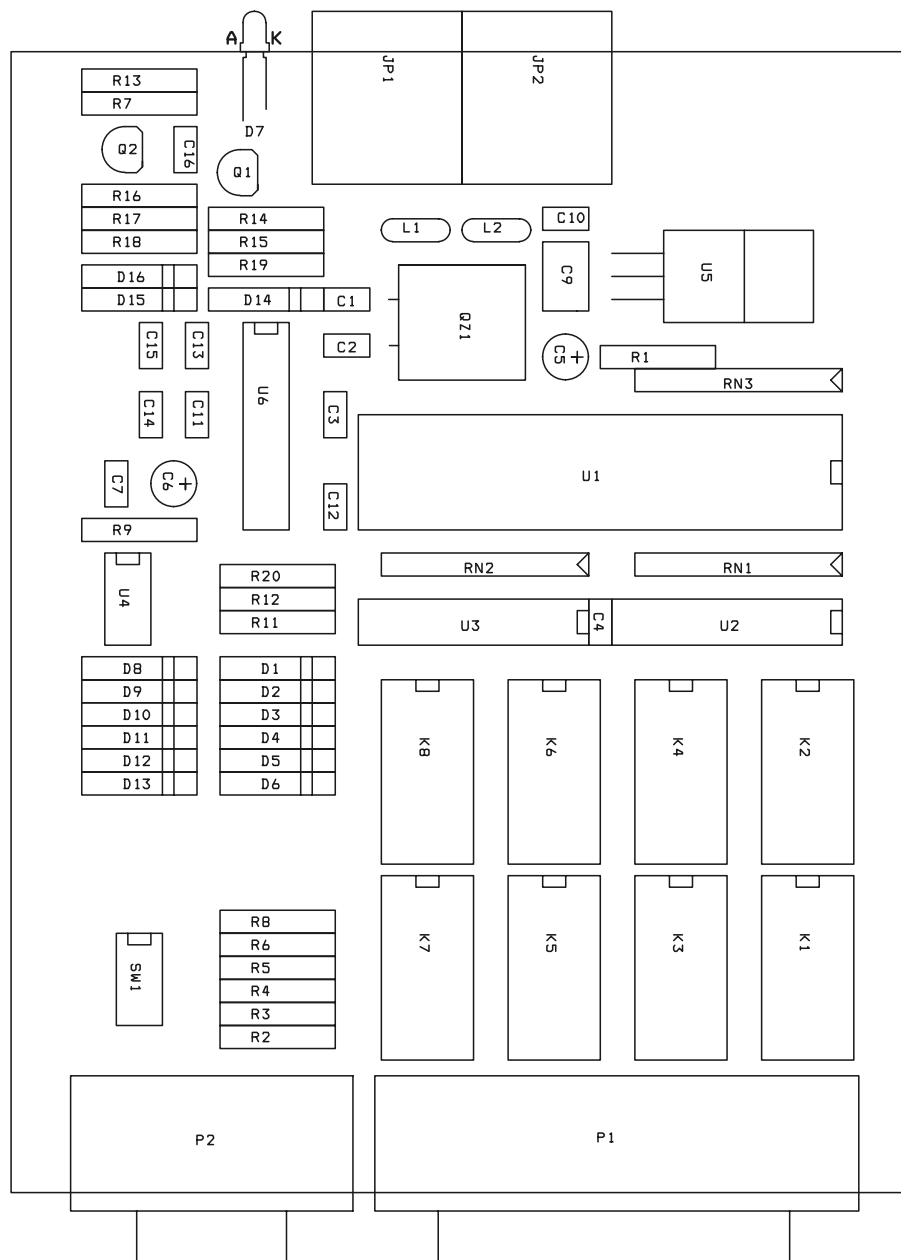 A K
JP1 JP2
R13
R7
D7
Q2 C16 Q1
R16
R17 R14
R18 R15
R19
L1 L2 C10
D16
D15 D14 C1
QZ1 C9 U5
C15 C13 C2 C5 + R1
RN3
U6
C14 C11 C3
U1
C7 C6 + C12
R9
RN2 RN1
U4 R20
R12
R11
U3 C4 U2
D8 D1
D9 D2
D10 D3
D11 D4
D12 D5
D13 D6
K8 K6 K4 K2
R8
R6
R5
R4
R3
R2
SW1
K7 K5 K3 K1
P2 P1